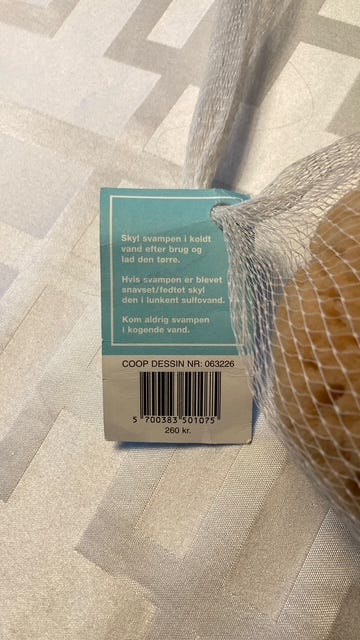 Skyl svampen i koldt
vand efter brug og
lad den tørre.
Hvis svampen er blevet
snavset/fedtet skyl
den i lunkent sulfovand.
Kom aldrig svampen
i kogende vand.
COOP DESSIN NR: 063226
5 700383 501075
260 kr.